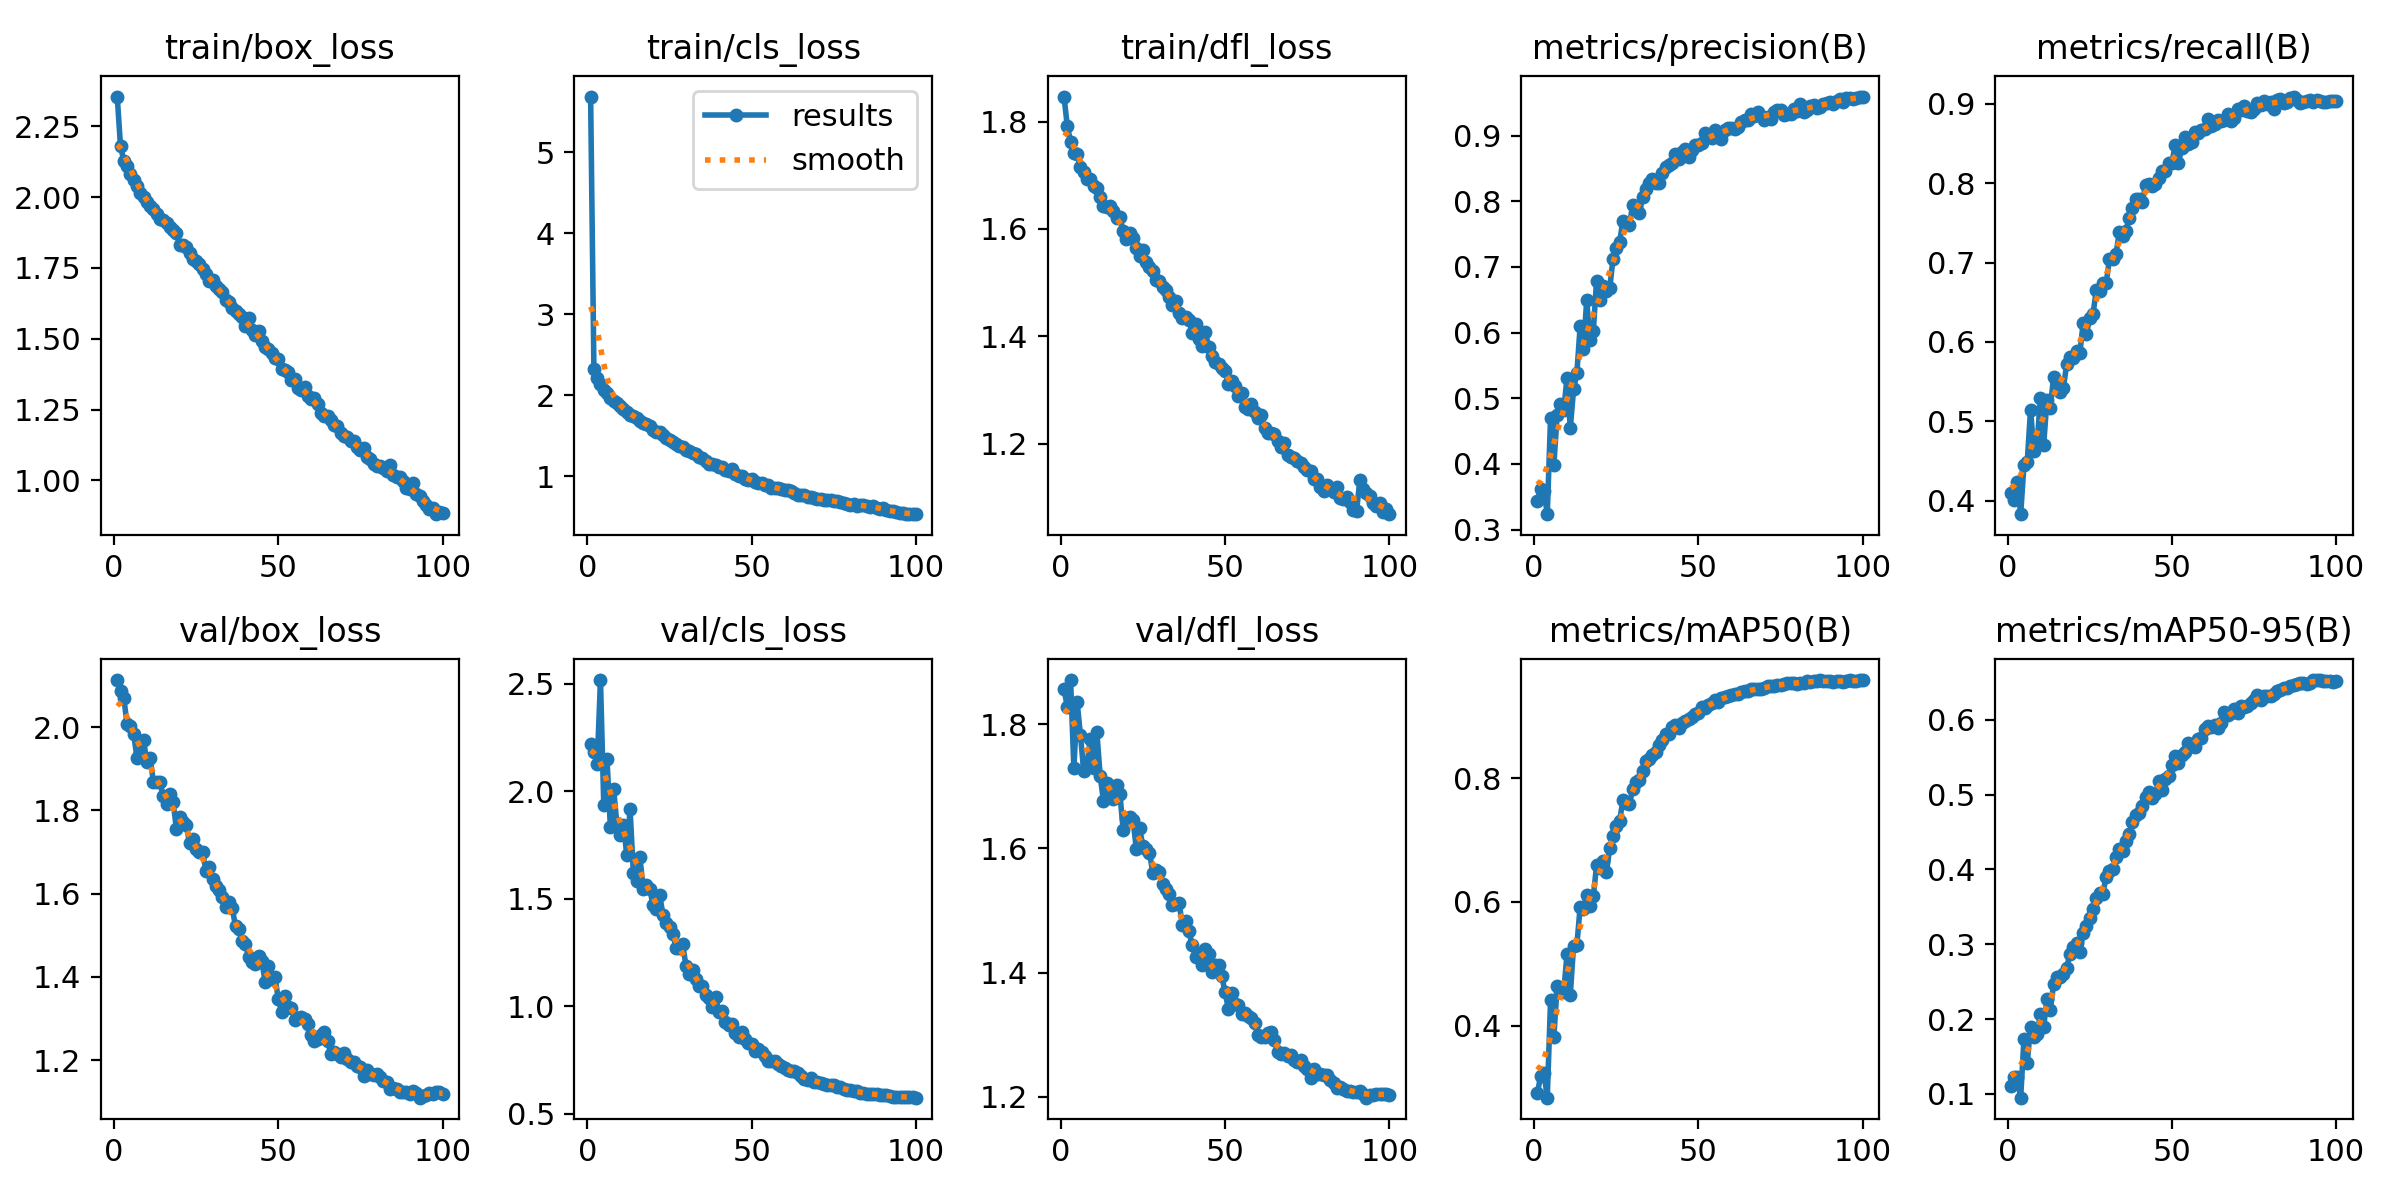 train/box_loss
train/cls_loss
train/dfl_loss
metrics/precision(B)
metrics/recall(B)
2.25
2.00
1.75
1.50
1.25
1.00
0 50 100
results
smooth
5
4
3
2
1
0 50 100
1.8
1.6
1.4
1.2
0 50 100
0.9
0.8
0.7
0.6
0.5
0.4
0.3
0 50 100
0.9
0.8
0.7
0.6
0.5
0.4
0 50 100
val/box_loss
val/cls_loss
val/dfl_loss
metrics/mAP50(B)
metrics/mAP50-95(B)
2.0
1.8
1.6
1.4
1.2
0 50 100
2.5
2.0
1.5
1.0
0.5
0 50 100
1.8
1.6
1.4
1.2
0 50 100
0.8
0.6
0.4
0 50 100
0.6
0.5
0.4
0.3
0.2
0.1
0 50 100